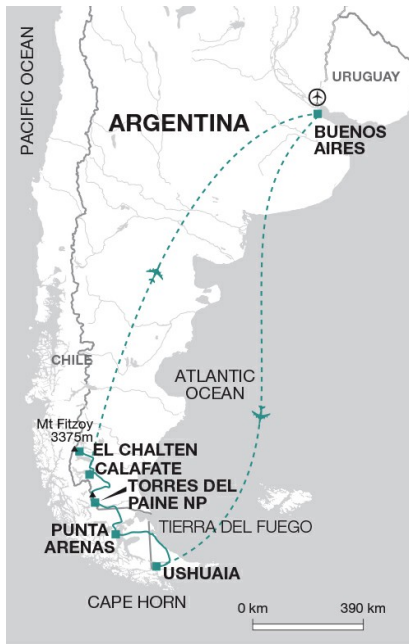 PACIFIC OCEAN
URUGUAY
ARGENTINA
BUENOS
AIRES
CHILE
ATLANTIC
OCEAN
Mt Fitzoy
3375m
EL CHALTEN
CALAFATE
TORRES DEL
PAINE NP
PUNTA
ARENAS
TIERRA DEL FUEGO
USHUAIA
CAPE HORN
0 km
390 km